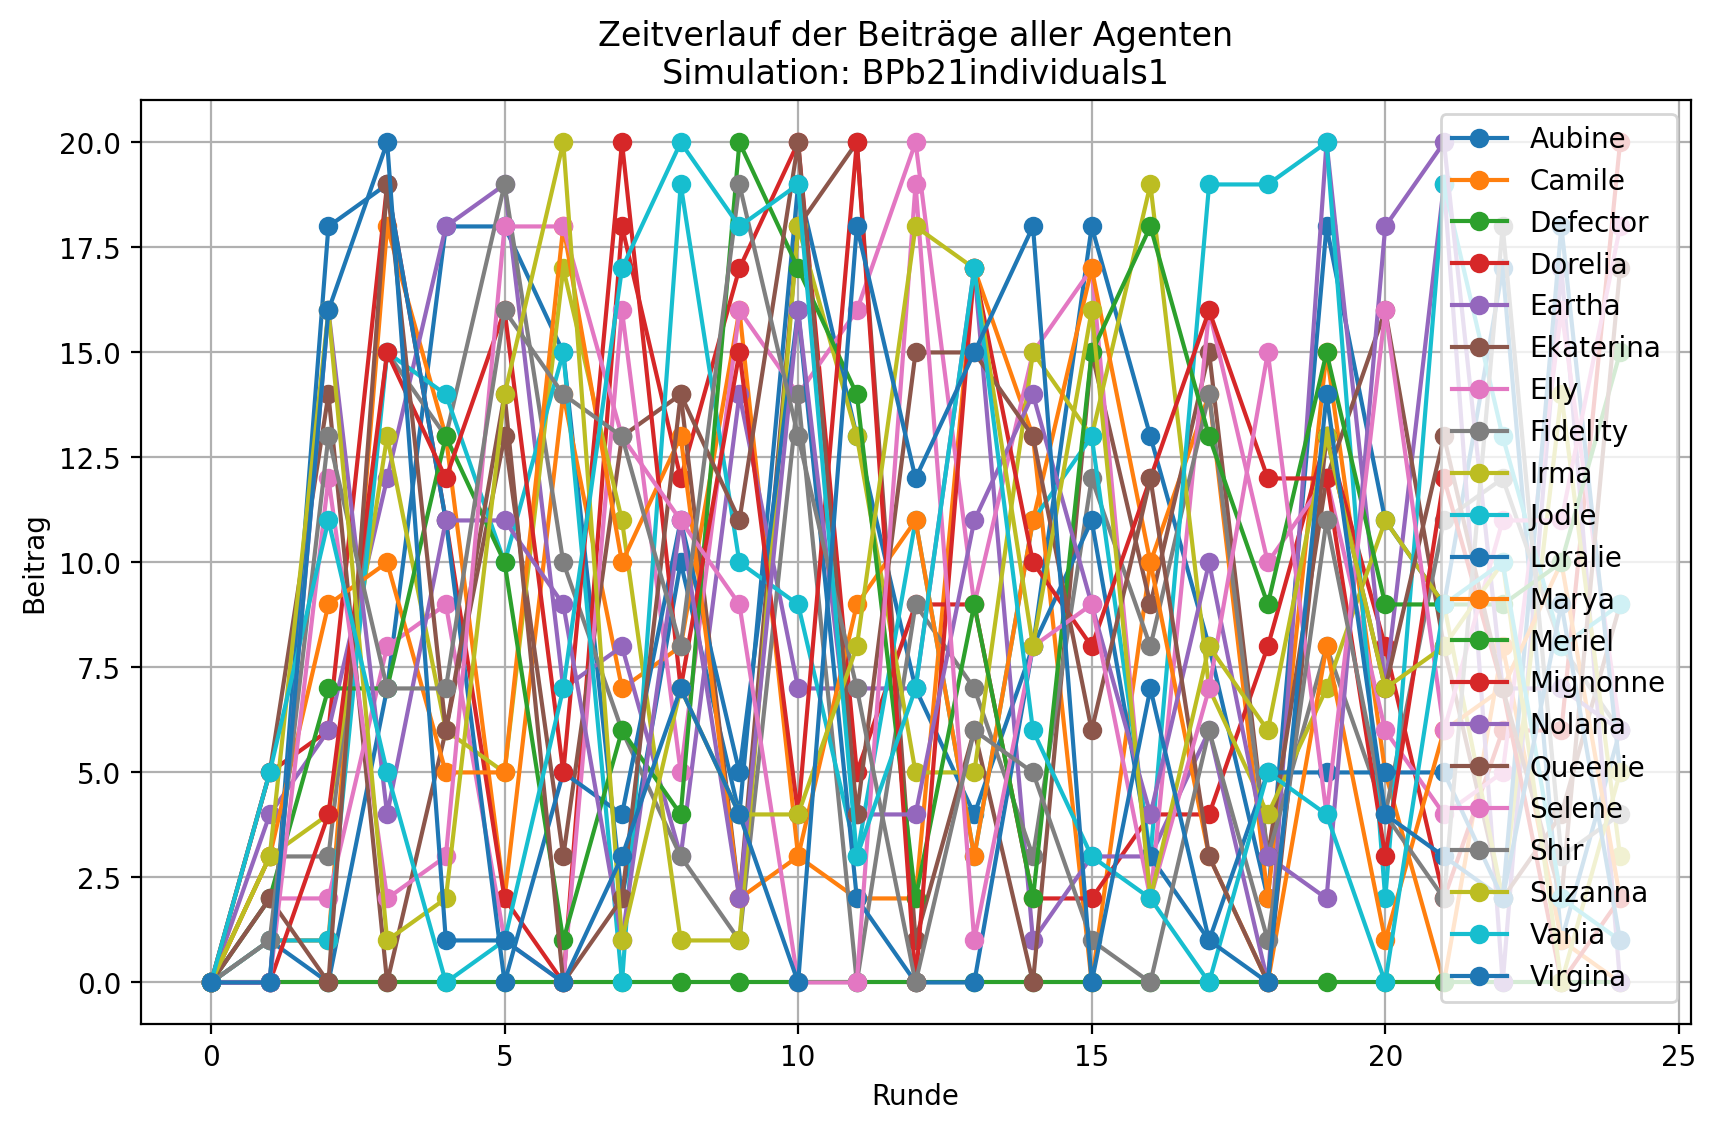 Zeitverlauf der Beiträge aller Agenten
Simulation: BPb21individuals1
Beitrag
20.0
17.5
15.0
12.5
10.0
7.5
5.0
2.5
0.0
0 5 10 15 20 25
Runde
Aubine
Camile
Defector
Dorelia
Eartha
Ekaterina
Elly
Fidelity
Irma
Jodie
Loralie
Marya
Meriel
Mignonne
Nolana
Queenie
Selene
Shir
Suzanna
Vania
Virgina